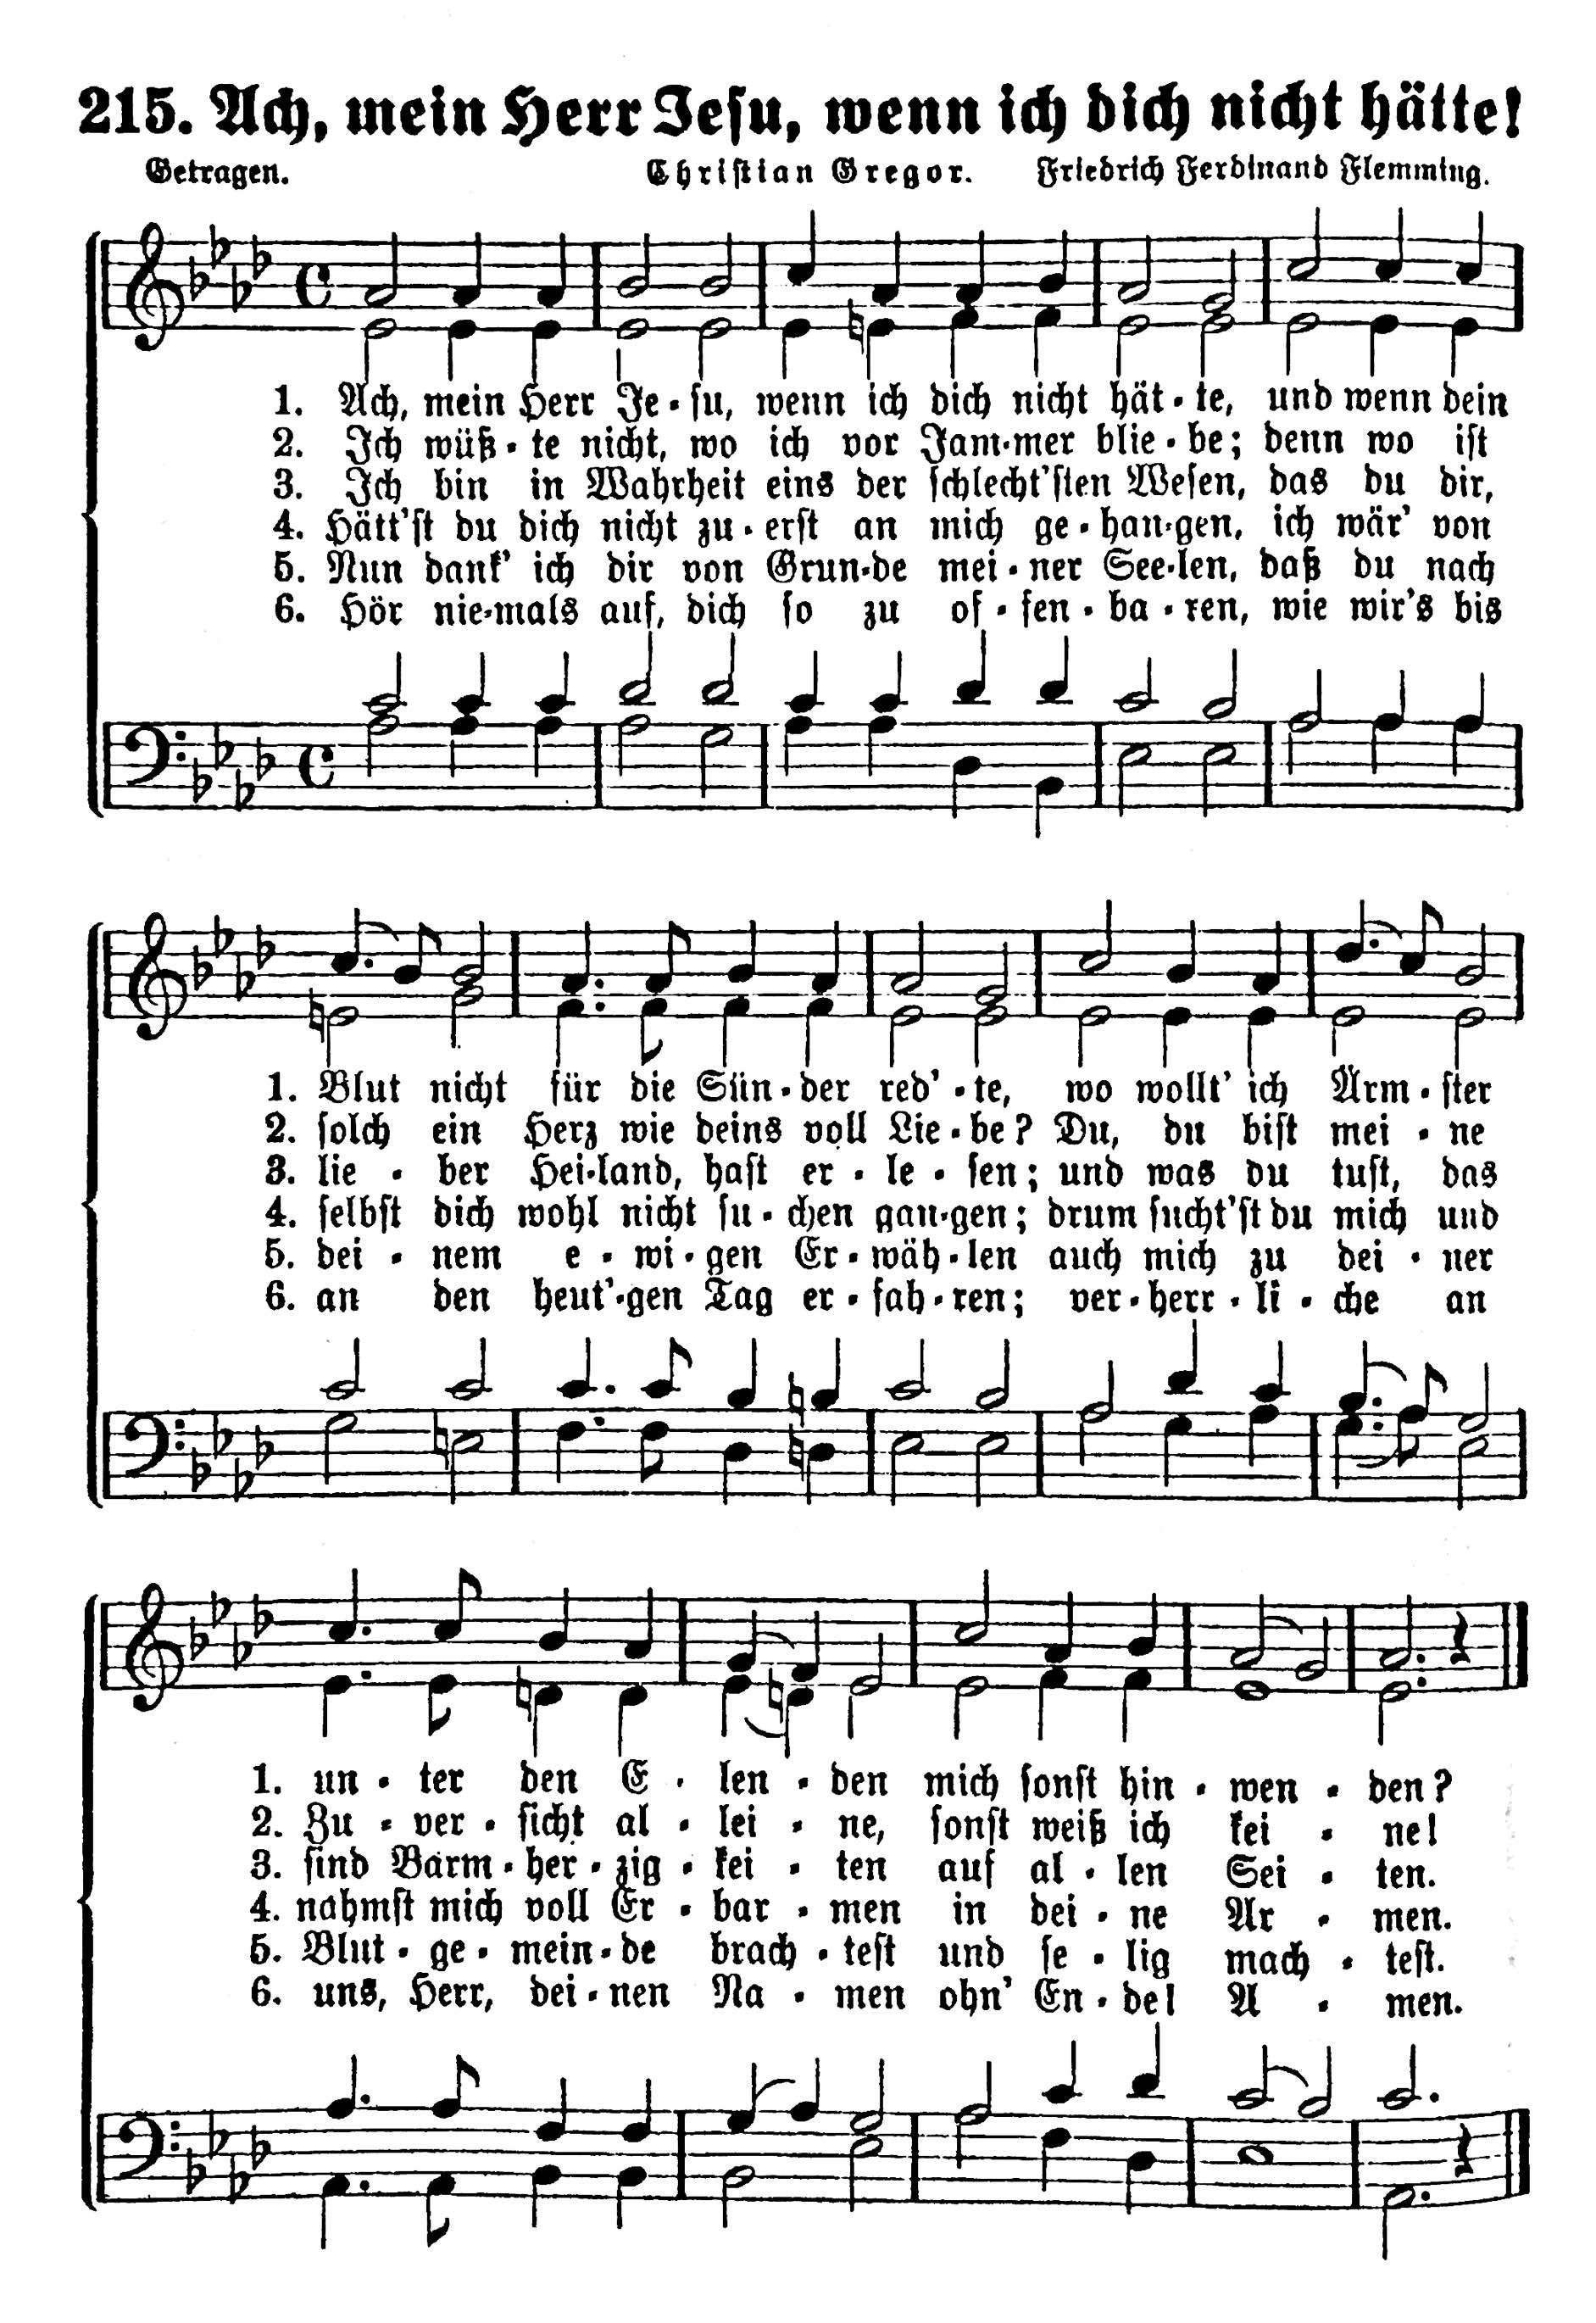 215. Ach, mein Herr Jesu, wenn ich dich nicht hätte!
Getragen. Christian Gregor. Friedrich Ferdinand Flemming.
1. Ach, mein Herr Je-su, wenn ich dich nicht hät-te, und wenn dein
2. Ich wüß-te nicht, wo ich vor Jam-mer blie-be; denn wo ist
3. Ich bin in Wahrheit eins der schlecht'sten Wesen, das du dir,
4. Hätt'st du dich nicht zu-erst an mich ge-han-gen, ich wär' von
5. Nun dank' ich dir von Grun-de mei-ner See-len, daß du nach
6. Hör nie-mals auf, dich so zu of-fen-ba-ren, wie wir's bis
1. Blut nicht für die Sün-der red'-te, wo wollt' ich Ärm-ster
2. solch ein Herz wie deins voll Lie-be? Du, du bist mei-ne
3. lie-ber Hei-land, hast er-le-sen; und was du tust, das
4. selbst dich wohl nicht su-chen gan-gen; drum sucht'st du mich und
5. dei-nem e-wi-gen Er-wäh-len auch mich zu dei-ner
6. an den heut'-gen Tag er-fah-ren; ver-herr-li-che an
1. un-ter den E-len-den mich sonst hin-wen-den?
2. Zu-ver-sicht al-lei-ne, sonst weiß ich kei-ne!
3. sind Barm-her-zig-kei-ten auf al-len Sei-ten.
4. nahmst mich voll Er-bar-men in dei-ne Ar-men.
5. Blut-ge-mein-de brach-test und se-lig mach-test.
6. uns, Herr, dei-nen Na-men ohn' En-de! A-men.